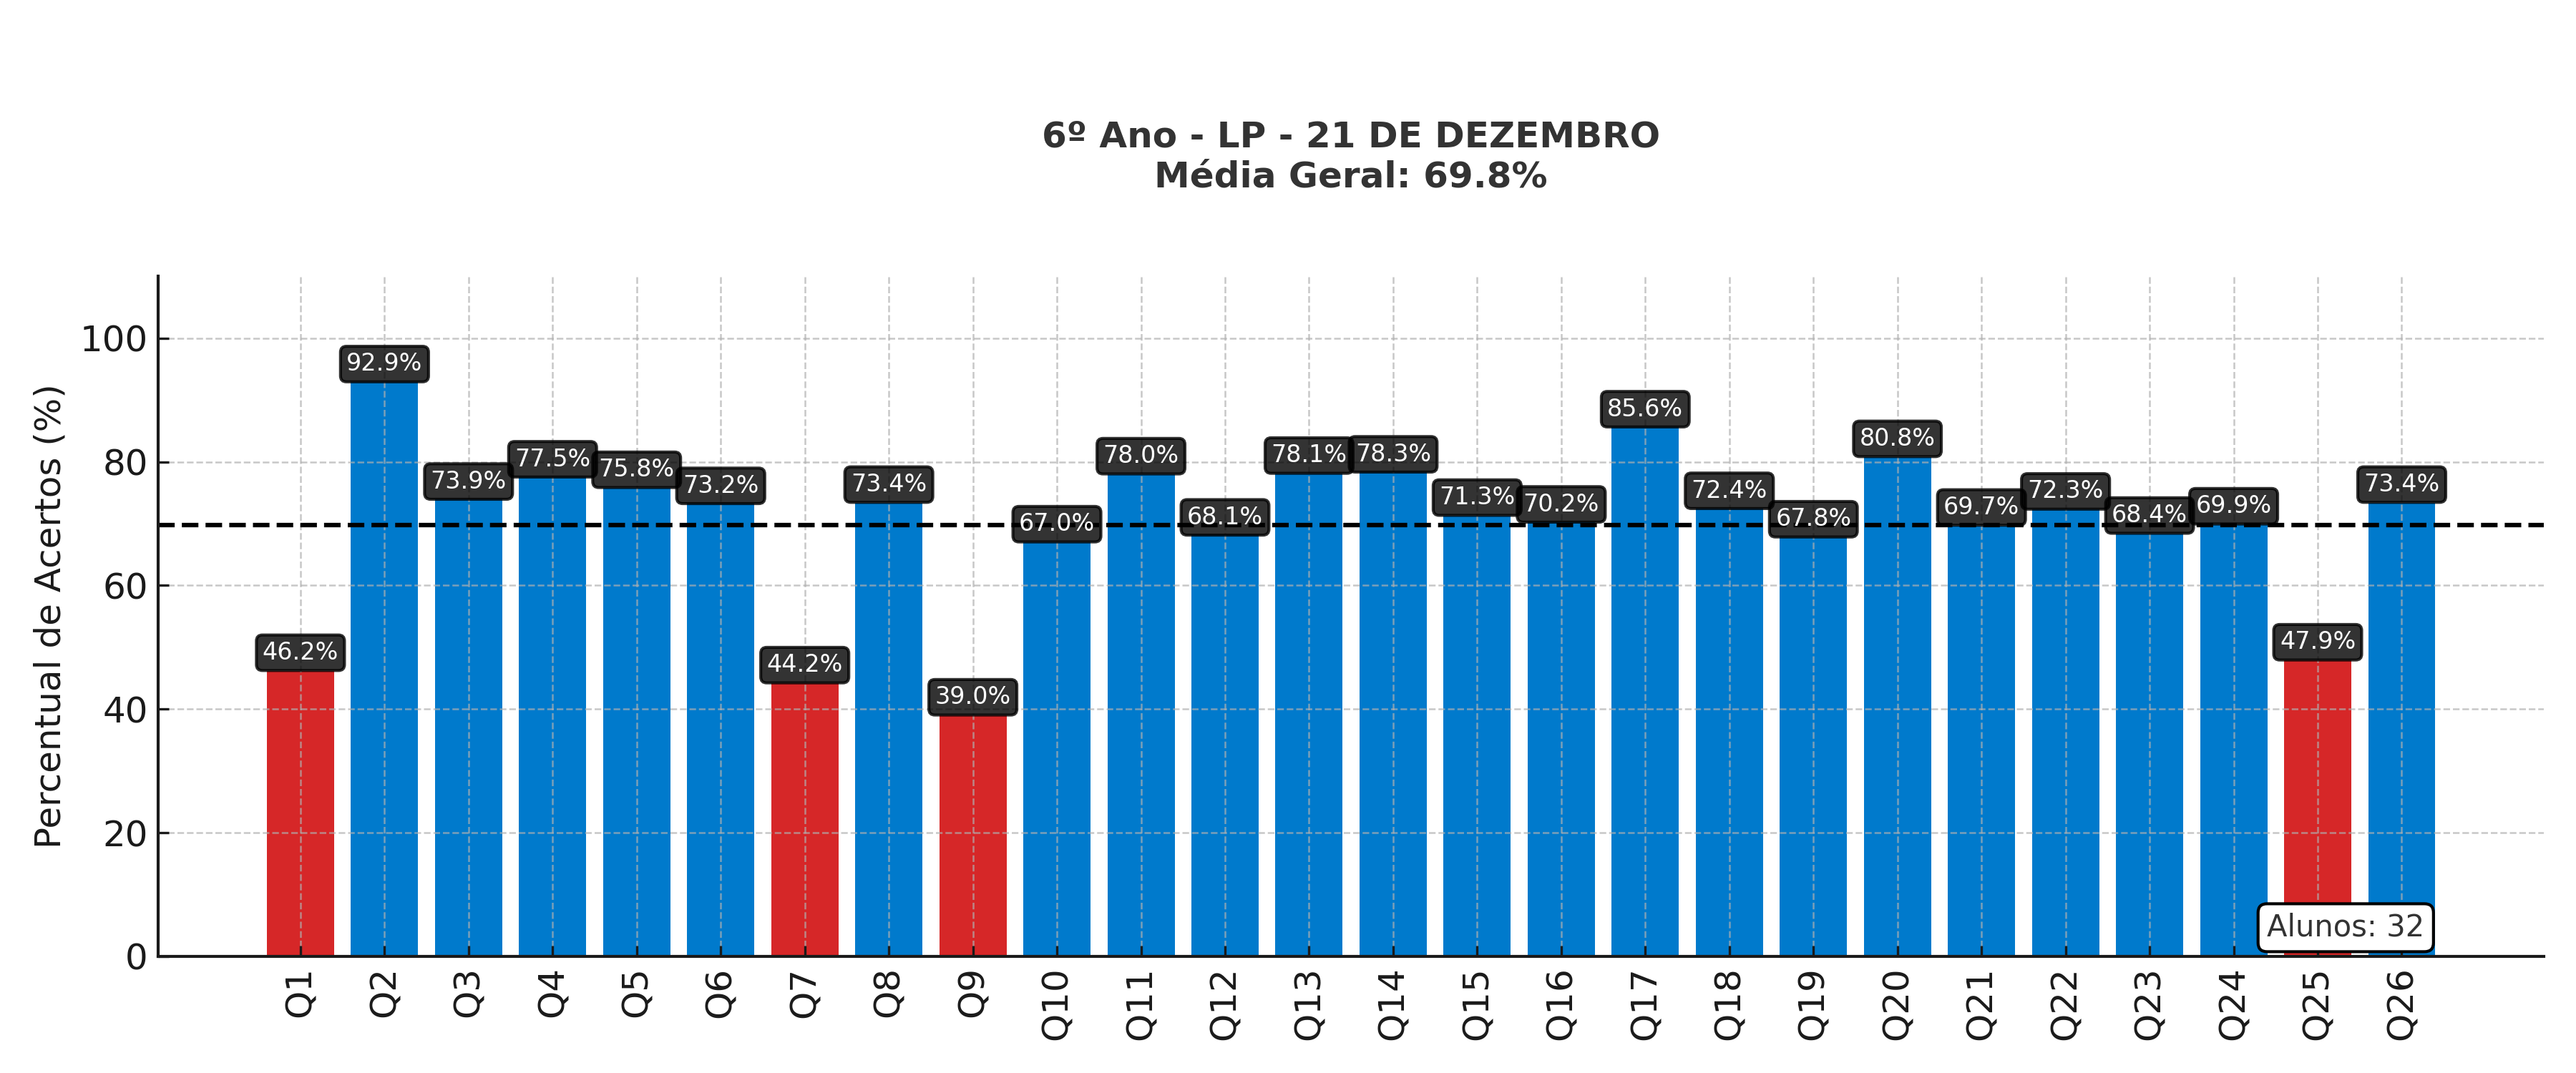 6º Ano - LP - 21 DE DEZEMBRO
Média Geral: 69.8%
Percentual de Acertos (%)
100
80
60
40
20
0
46.2%
92.9%
73.9%
77.5%
75.8%
73.2%
44.2%
73.4%
39.0%
67.0%
78.0%
68.1%
78.1%
78.3%
71.3%
70.2%
85.6%
72.4%
67.8%
80.8%
69.7%
72.3%
68.4%
69.9%
47.9%
73.4%
Alunos: 32
Q1
Q2
Q3
Q4
Q5
Q6
Q7
Q8
Q9
Q10
Q11
Q12
Q13
Q14
Q15
Q16
Q17
Q18
Q19
Q20
Q21
Q22
Q23
Q24
Q25
Q26